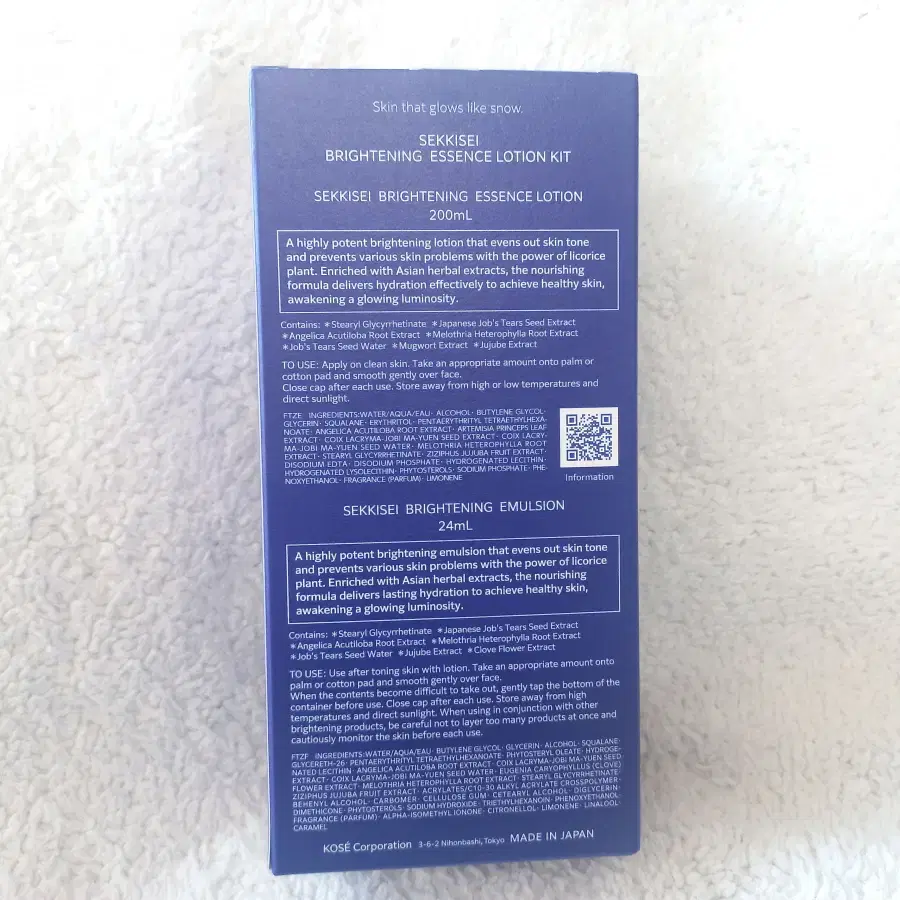 Skin that glows like snow.
SEKKISEI
BRIGHTENING ESSENCE LOTION KIT
SEKKISEI BRIGHTENING ESSENCE LOTION
200mL
A highly potent brightening lotion that evens out skin tone
and prevents various skin problems with the power of licorice
plant. Enriched with Asian herbal extracts, the nourishing
formula delivers hydration effectively to achieve healthy skin,
awakening a glowing luminosity.
Contains: *Stearyl Glycyrrhetinate *Japanese Job's Tears Seed Extract
*Angelica Acutiloba Root Extract *Melothria Heterophylla Root Extract
*Job's Tears Seed Water *Mugwort Extract *Jujube Extract
TO USE: Apply on clean skin. Take an appropriate amount onto palm or
cotton pad and smooth gently over face.
Close cap after each use. Store away from high or low temperatures and
direct sunlight.
FTZE INGREDIENTS:WATER/AQUA/EAU· ALCOHOL· BUTYLENE GLYCOL·
GLYCERIN· SQUALANE· ERYTHRITOL· PENTAERYTHRITYL TETRAETHYLHEXA-
NOATE· ANGELICA ACUTILOBA ROOT EXTRACT· ARTEMISIA PRINCEPS LEAF
EXTRACT· COIX LACRYMA-JOBI MA-YUEN SEED EXTRACT· COIX LACRY-
MA-JOBI MA-YUEN SEED WATER· MELOTHRIA HETEROPHYLLA ROOT
EXTRACT· STEARYL GLYCYRRHETINATE· ZIZIPHUS JUJUBA FRUIT EXTRACT·
DISODIUM EDTA· DISODIUM PHOSPHATE· HYDROGENATED LECITHIN·
HYDROGENATED LYSOLECITHIN· PHYTOSTEROLS· SODIUM PHOSPHATE· PHE-
NOXYETHANOL· FRAGRANCE (PARFUM)· LIMONENE
Information
SEKKISEI BRIGHTENING EMULSION
24mL
A highly potent brightening emulsion that evens out skin tone
and prevents various skin problems with the power of licorice
plant. Enriched with Asian herbal extracts, the nourishing
formula delivers lasting hydration to achieve healthy skin,
awakening a glowing luminosity.
Contains: *Stearyl Glycyrrhetinate *Japanese Job's Tears Seed Extract
*Angelica Acutiloba Root Extract *Melothria Heterophylla Root Extract
*Job's Tears Seed Water *Jujube Extract *Clove Flower Extract
TO USE: Use after toning skin with lotion. Take an appropriate amount onto
palm or cotton pad and smooth gently over face.
When the contents become difficult to take out, gently tap the bottom of the
container before use. Close cap after each use. Store away from high
temperatures and direct sunlight. When using in conjunction with other
brightening products, be careful not to layer too many products at once and
cautiously monitor the skin before each use.
FTZF INGREDIENTS:WATER/AQUA/EAU· BUTYLENE GLYCOL· GLYCERIN· ALCOHOL· SQUALANE·
GLYCERETH-26· PENTAERYTHRITYL TETRAETHYLHEXANOATE· PHYTOSTERYL OLEATE· HYDROGE-
NATED LECITHIN· ANGELICA ACUTILOBA ROOT EXTRACT· COIX LACRYMA-JOBI MA-YUEN SEED
EXTRACT· COIX LACRYMA-JOBI MA-YUEN SEED WATER· EUGENIA CARYOPHYLLUS (CLOVE)
FLOWER EXTRACT· MELOTHRIA HETEROPHYLLA ROOT EXTRACT· STEARYL GLYCYRRHETINATE·
ZIZIPHUS JUJUBA FRUIT EXTRACT· ACRYLATES/C10-30 ALKYL ACRYLATE CROSSPOLYMER·
BEHENYL ALCOHOL· CARBOMER· CELLULOSE GUM· CETEARYL ALCOHOL· DIGLYCERIN·
DIMETHICONE· PHYTOSTEROLS· SODIUM HYDROXIDE· TRIETHYLHEXANOIN· PHENOXYETHANOL·
FRAGRANCE (PARFUM)· ALPHA-ISOMETHYL IONONE· CITRONELLOL· LIMONENE· LINALOOL·
CARAMEL
KOSÉ Corporation 3-6-2 Nihonbashi, Tokyo MADE IN JAPAN